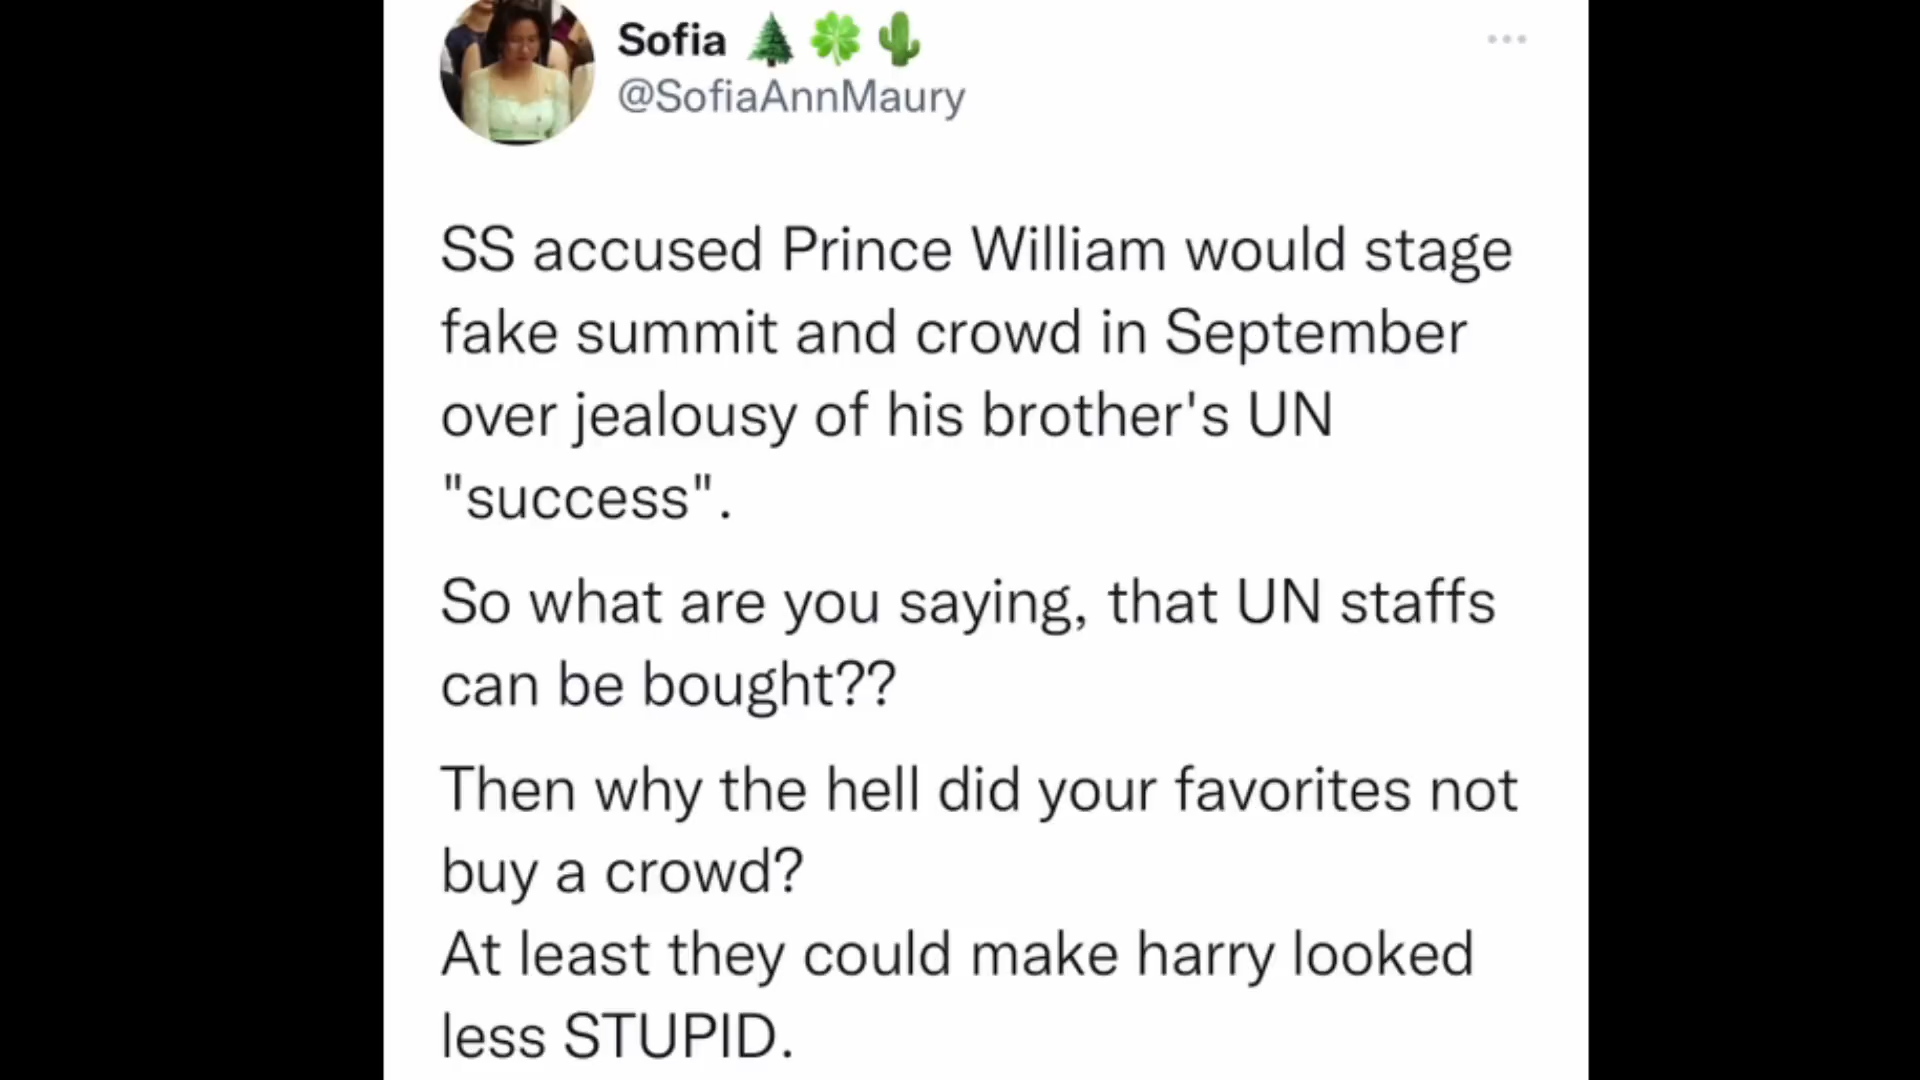 Sofia 🌲🍀🌵
@SofiaAnnMaury
SS accused Prince William would stage
fake summit and crowd in September
over jealousy of his brother's UN
"success".
So what are you saying, that UN staffs
can be bought??
Then why the hell did your favorites not
buy a crowd?
At least they could make harry looked
less STUPID.